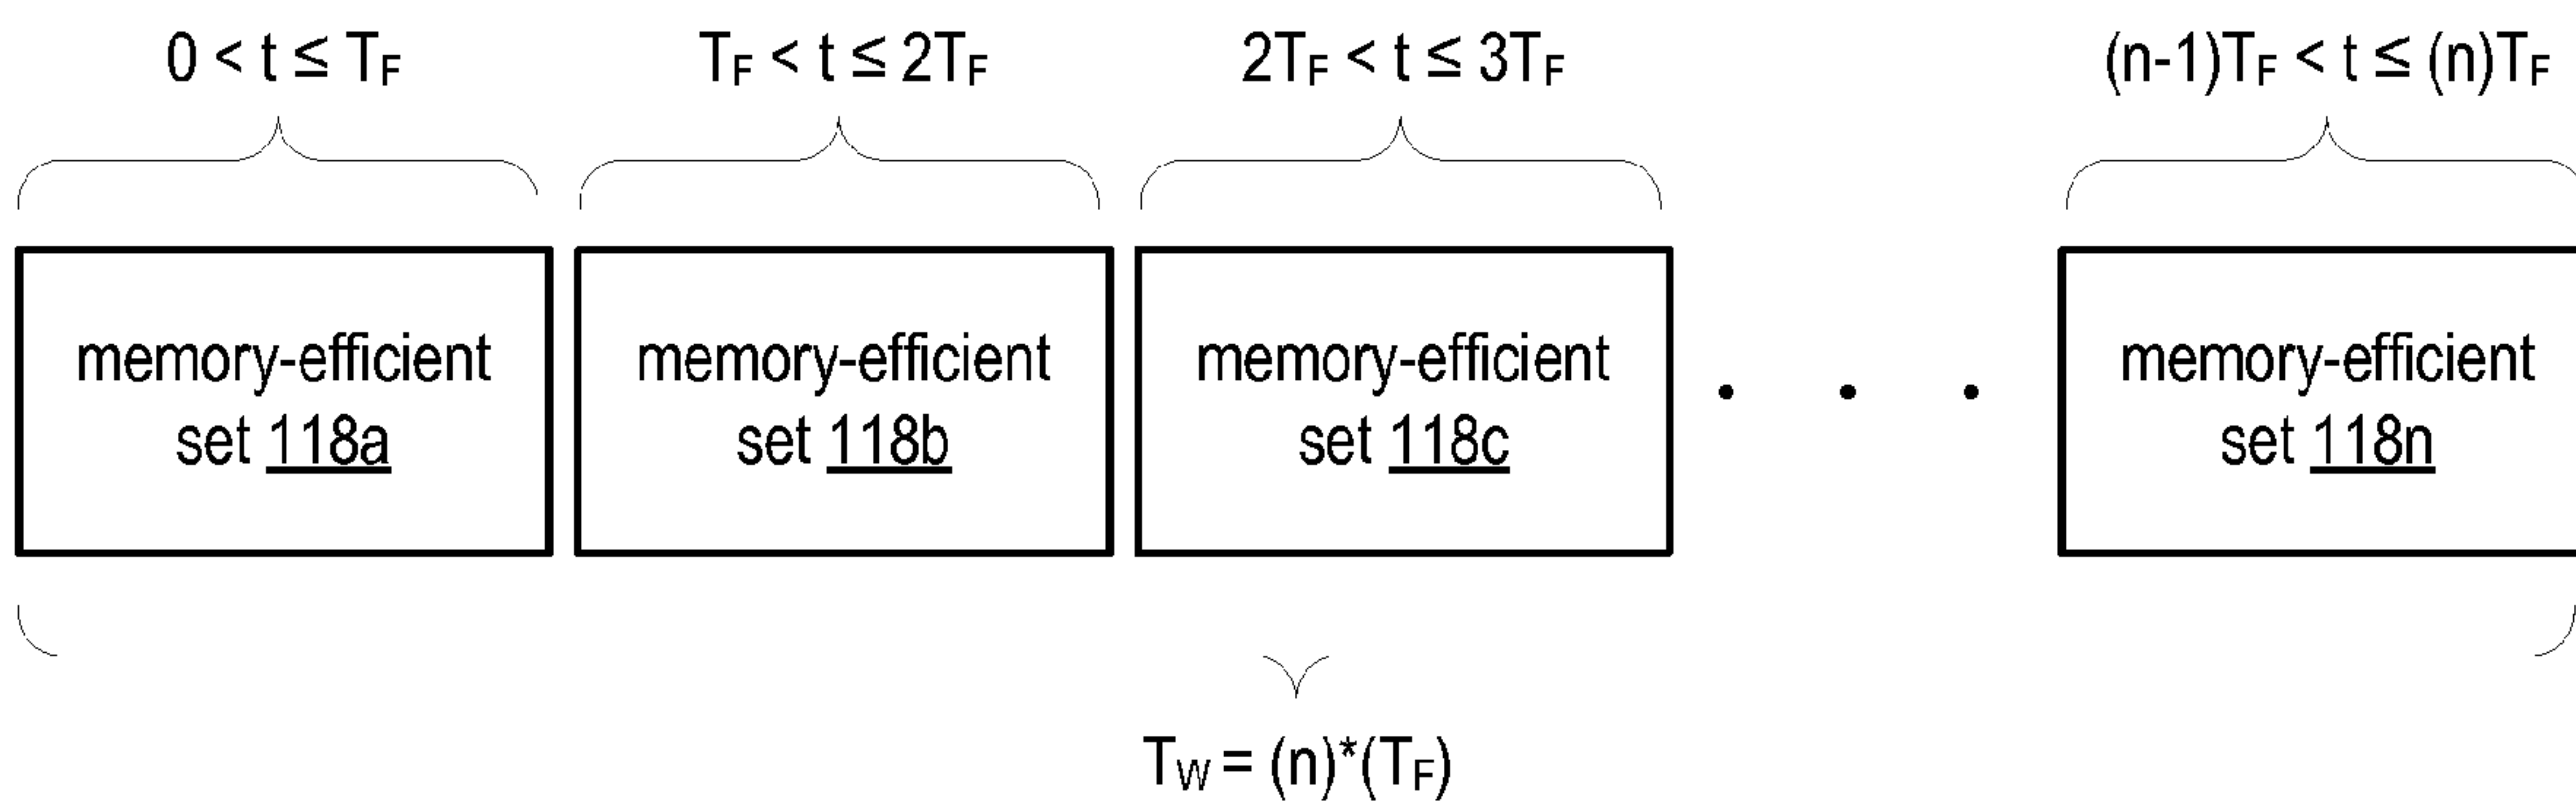 0 < t ≤ TF
TF < t ≤ 2TF
2TF < t ≤ 3TF
(n-1)TF < t ≤ (n)TF
memory-efficient
set 118a
memory-efficient
set 118b
memory-efficient
set 118c
. . .
memory-efficient
set 118n
TW = (n)*(TF)